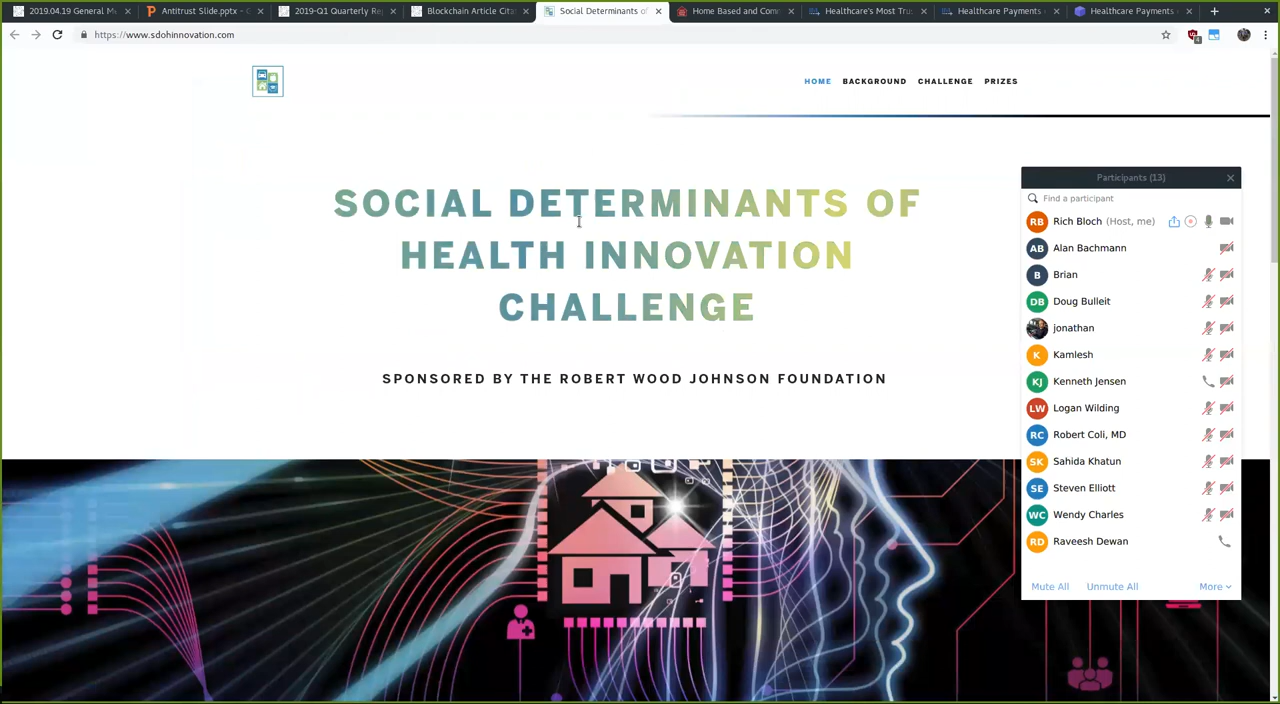 2019.04.19 General M
Antitrust Slide.pptx - G
2019-Q1 Quarterly Re
Blockchain Article Cita
Social Determinants of
Home Based and Com
Healthcare's Most Trus
Healthcare Payments
Healthcare Payments
https://www.sdohinnovation.com
HOME BACKGROUND CHALLENGE PRIZES
SOCIAL DETERMINANTS OF
HEALTH INNOVATION
CHALLENGE
SPONSORED BY THE ROBERT WOOD JOHNSON FOUNDATION
Participants (13)
Find a participant
RB Rich Bloch (Host, me)
AB Alan Bachmann
B Brian
DB Doug Bulleit
jonathan
K Kamlesh
KJ Kenneth Jensen
LW Logan Wilding
RC Robert Coli, MD
SK Sahida Khatun
SE Steven Elliott
WC Wendy Charles
RD Raveesh Dewan
Mute All Unmute All More